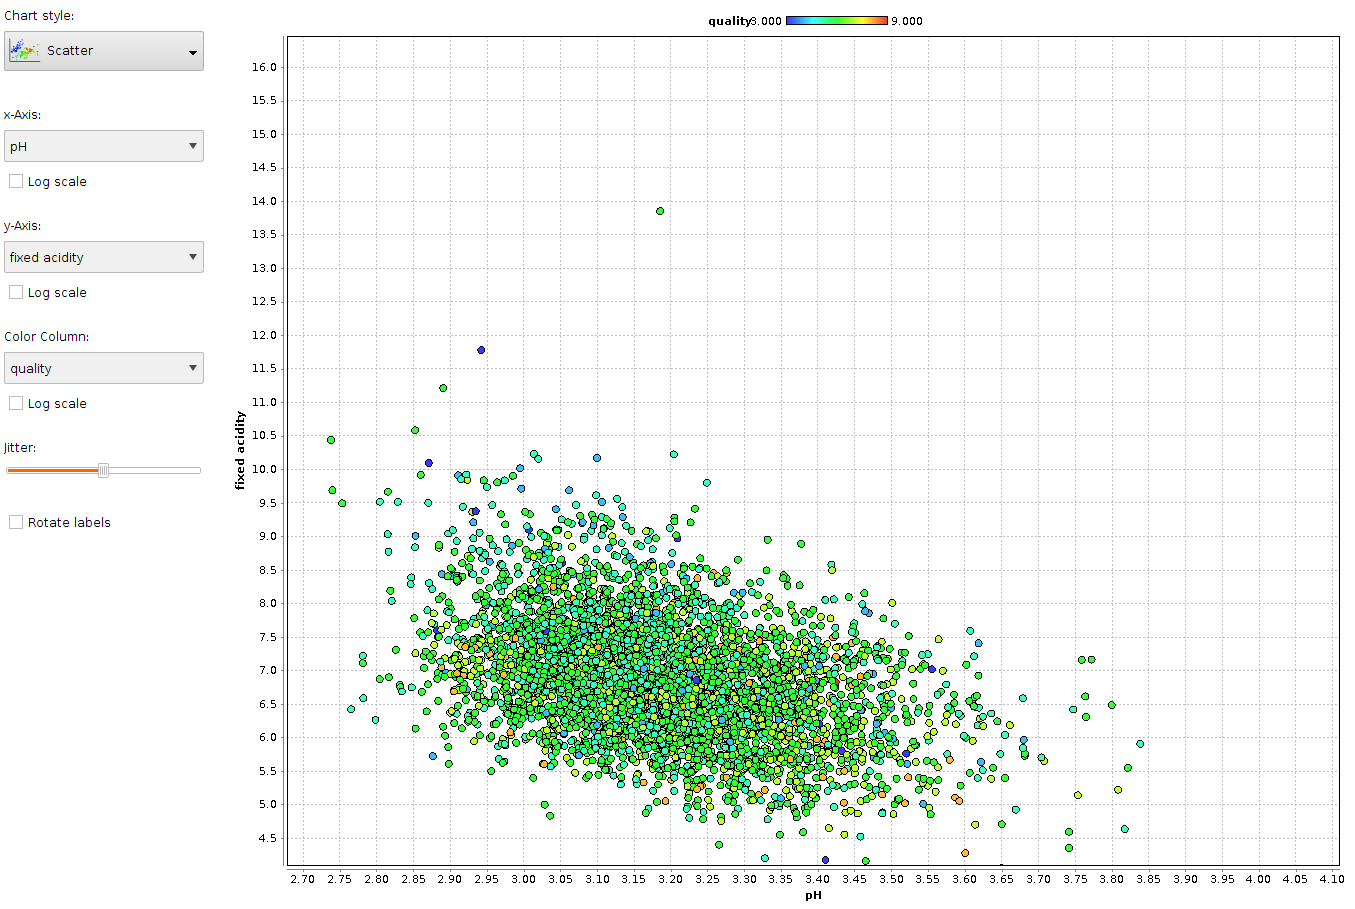 Chart style:
Scatter
x-Axis:
pH
Log scale
y-Axis:
fixed acidity
Log scale
Color Column:
quality
Log scale
Jitter:
Rotate labels
quality 3.000 9.000
16.0
15.5
15.0
14.5
14.0
13.5
13.0
12.5
12.0
11.5
11.0
10.5
10.0
9.5
9.0
8.5
8.0
7.5
7.0
6.5
6.0
5.5
5.0
4.5
fixed acidity
2.70 2.75 2.80 2.85 2.90 2.95 3.00 3.05 3.10 3.15 3.20 3.25 3.30 3.35 3.40 3.45 3.50 3.55 3.60 3.65 3.70 3.75 3.80 3.85 3.90 3.95 4.00 4.05 4.10
pH